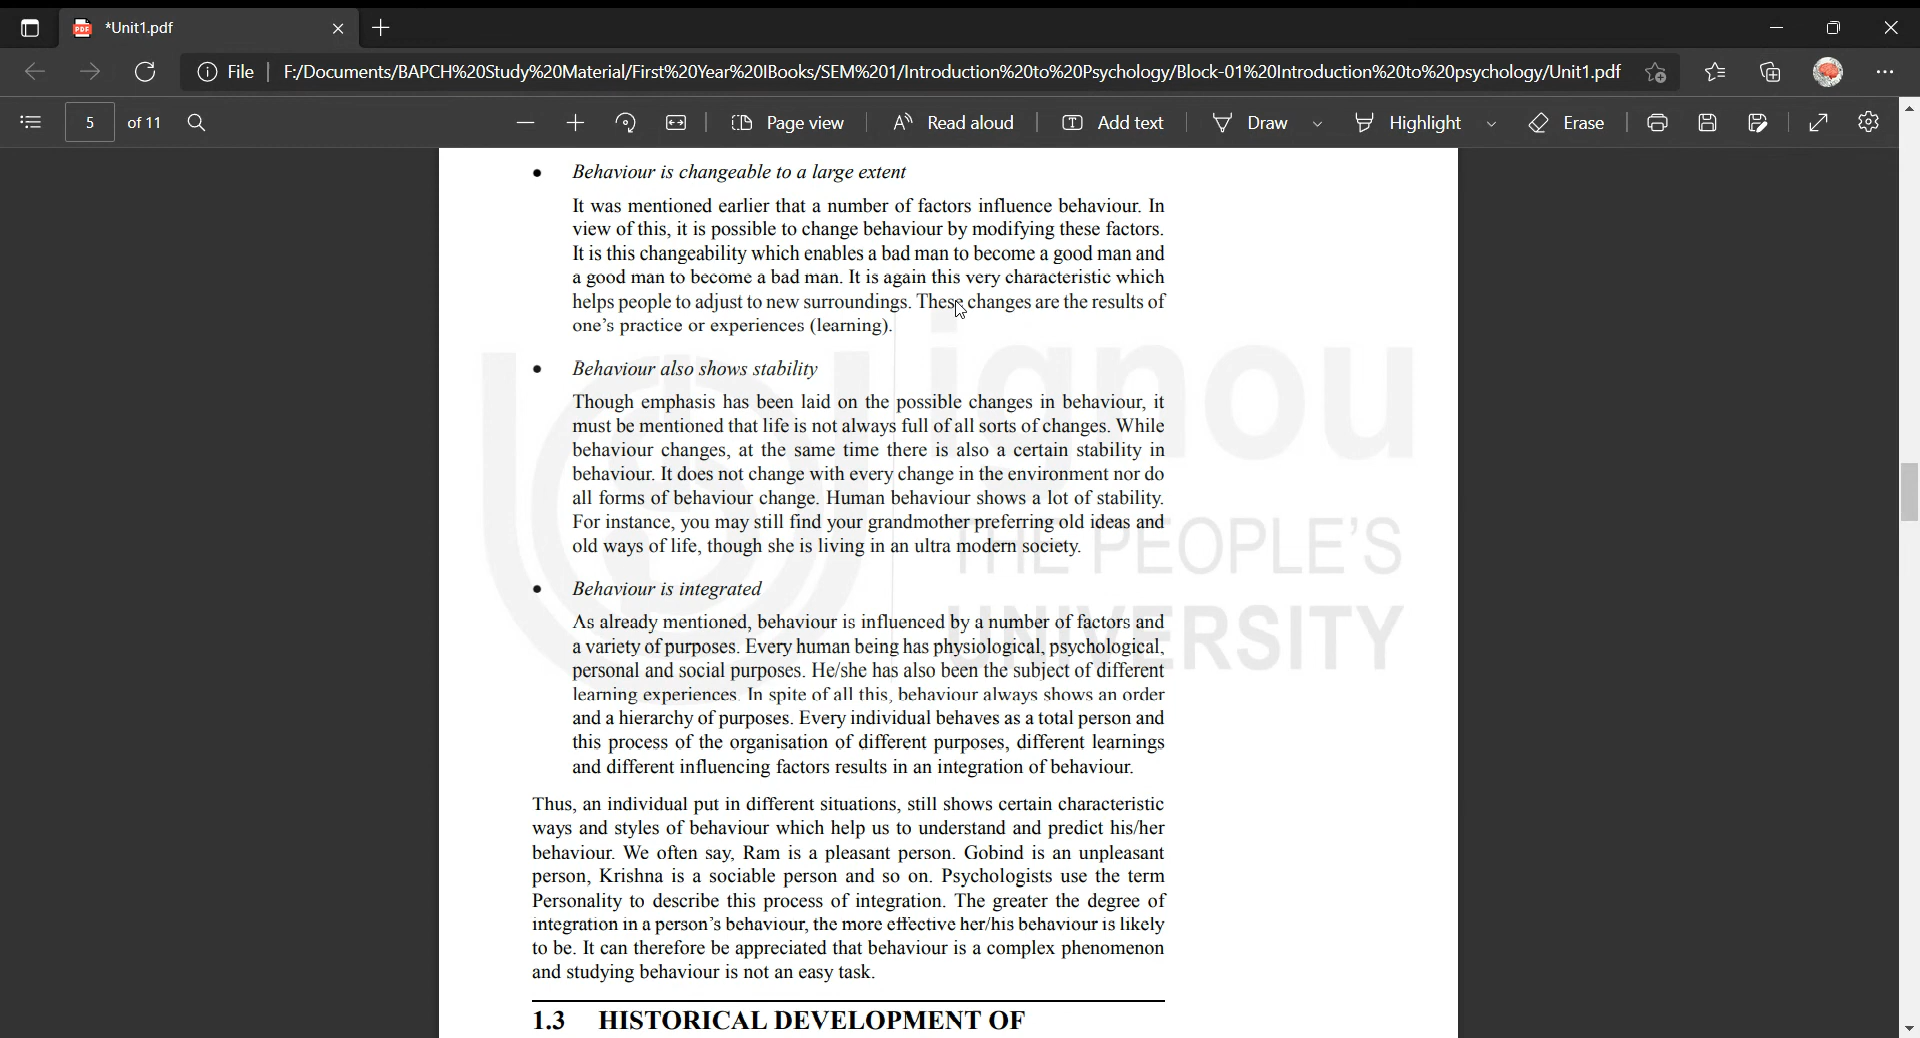 *Unit1.pdf
File
F:/Documents/BAPCH%20Study%20Material/First%20Year%20IBooks/SEM%201/Introduction%20to%20Psychology/Block-01%20Introduction%20to%20psychology/Unit1.pdf
5 of 11
Page view
Read aloud
Add text
Draw
Highlight
Erase
• Behaviour is changeable to a large extent
It was mentioned earlier that a number of factors influence behaviour. In
view of this, it is possible to change behaviour by modifying these factors.
It is this changeability which enables a bad man to become a good man and
a good man to become a bad man. It is again this very characteristic which
helps people to adjust to new surroundings. These changes are the results of
one's practice or experiences (learning).
• Behaviour also shows stability
Though emphasis has been laid on the possible changes in behaviour, it
must be mentioned that life is not always full of all sorts of changes. While
behaviour changes, at the same time there is also a certain stability in
behaviour. It does not change with every change in the environment nor do
all forms of behaviour change. Human behaviour shows a lot of stability.
For instance, you may still find your grandmother preferring old ideas and
old ways of life, though she is living in an ultra modern society.
• Behaviour is integrated
As already mentioned, behaviour is influenced by a number of factors and
a variety of purposes. Every human being has physiological, psychological,
personal and social purposes. He/she has also been the subject of different
learning experiences. In spite of all this, behaviour always shows an order
and a hierarchy of purposes. Every individual behaves as a total person and
this process of the organisation of different purposes, different learnings
and different influencing factors results in an integration of behaviour.
Thus, an individual put in different situations, still shows certain characteristic
ways and styles of behaviour which help us to understand and predict his/her
behaviour. We often say, Ram is a pleasant person. Gobind is an unpleasant
person, Krishna is a sociable person and so on. Psychologists use the term
Personality to describe this process of integration. The greater the degree of
integration in a person's behaviour, the more effective her/his behaviour is likely
to be. It can therefore be appreciated that behaviour is a complex phenomenon
and studying behaviour is not an easy task.
1.3 HISTORICAL DEVELOPMENT OF
ignou
THE PEOPLE'S
UNIVERSITY